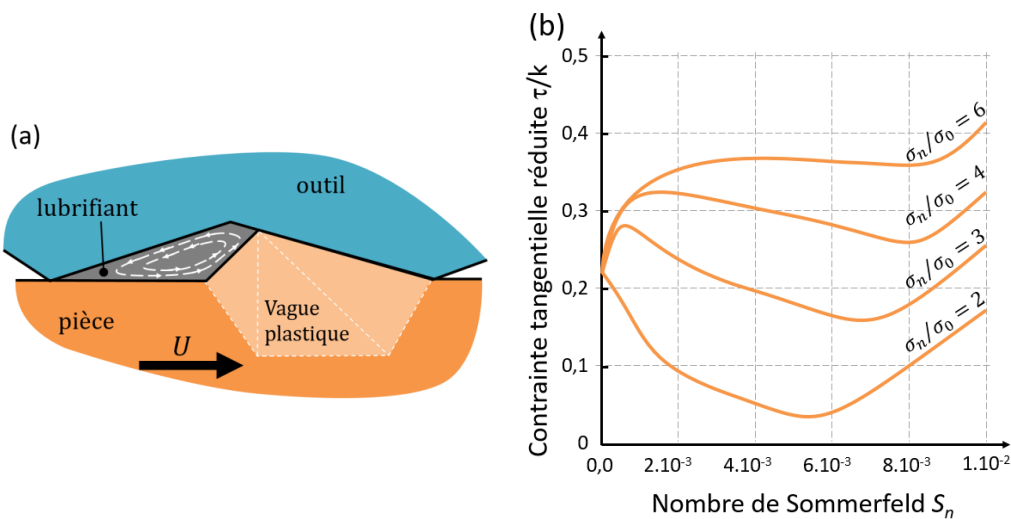 (a)
outil
lubrifiant
pièce
U
Vague
plastique
(b)
Contrainte tangentielle réduite τ/k
0,5
0,4
0,3
0,2
0,1
0
σn/σ0 = 6
σn/σ0 = 4
σn/σ0 = 3
σn/σ0 = 2
0,0 2.10⁻³ 4.10⁻³ 6.10⁻³ 8.10⁻³ 1.10⁻²
Nombre de Sommerfeld Sn